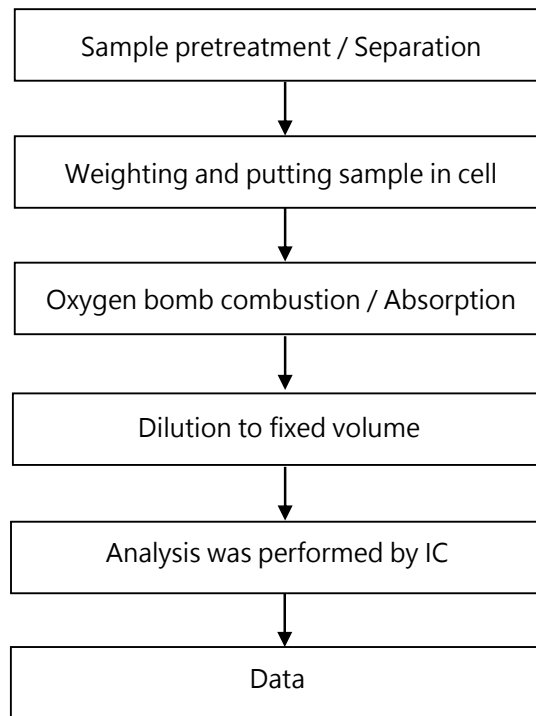 Sample pretreatment / Separation
Weighting and putting sample in cell
Oxygen bomb combustion / Absorption
Dilution to fixed volume
Analysis was performed by IC
Data